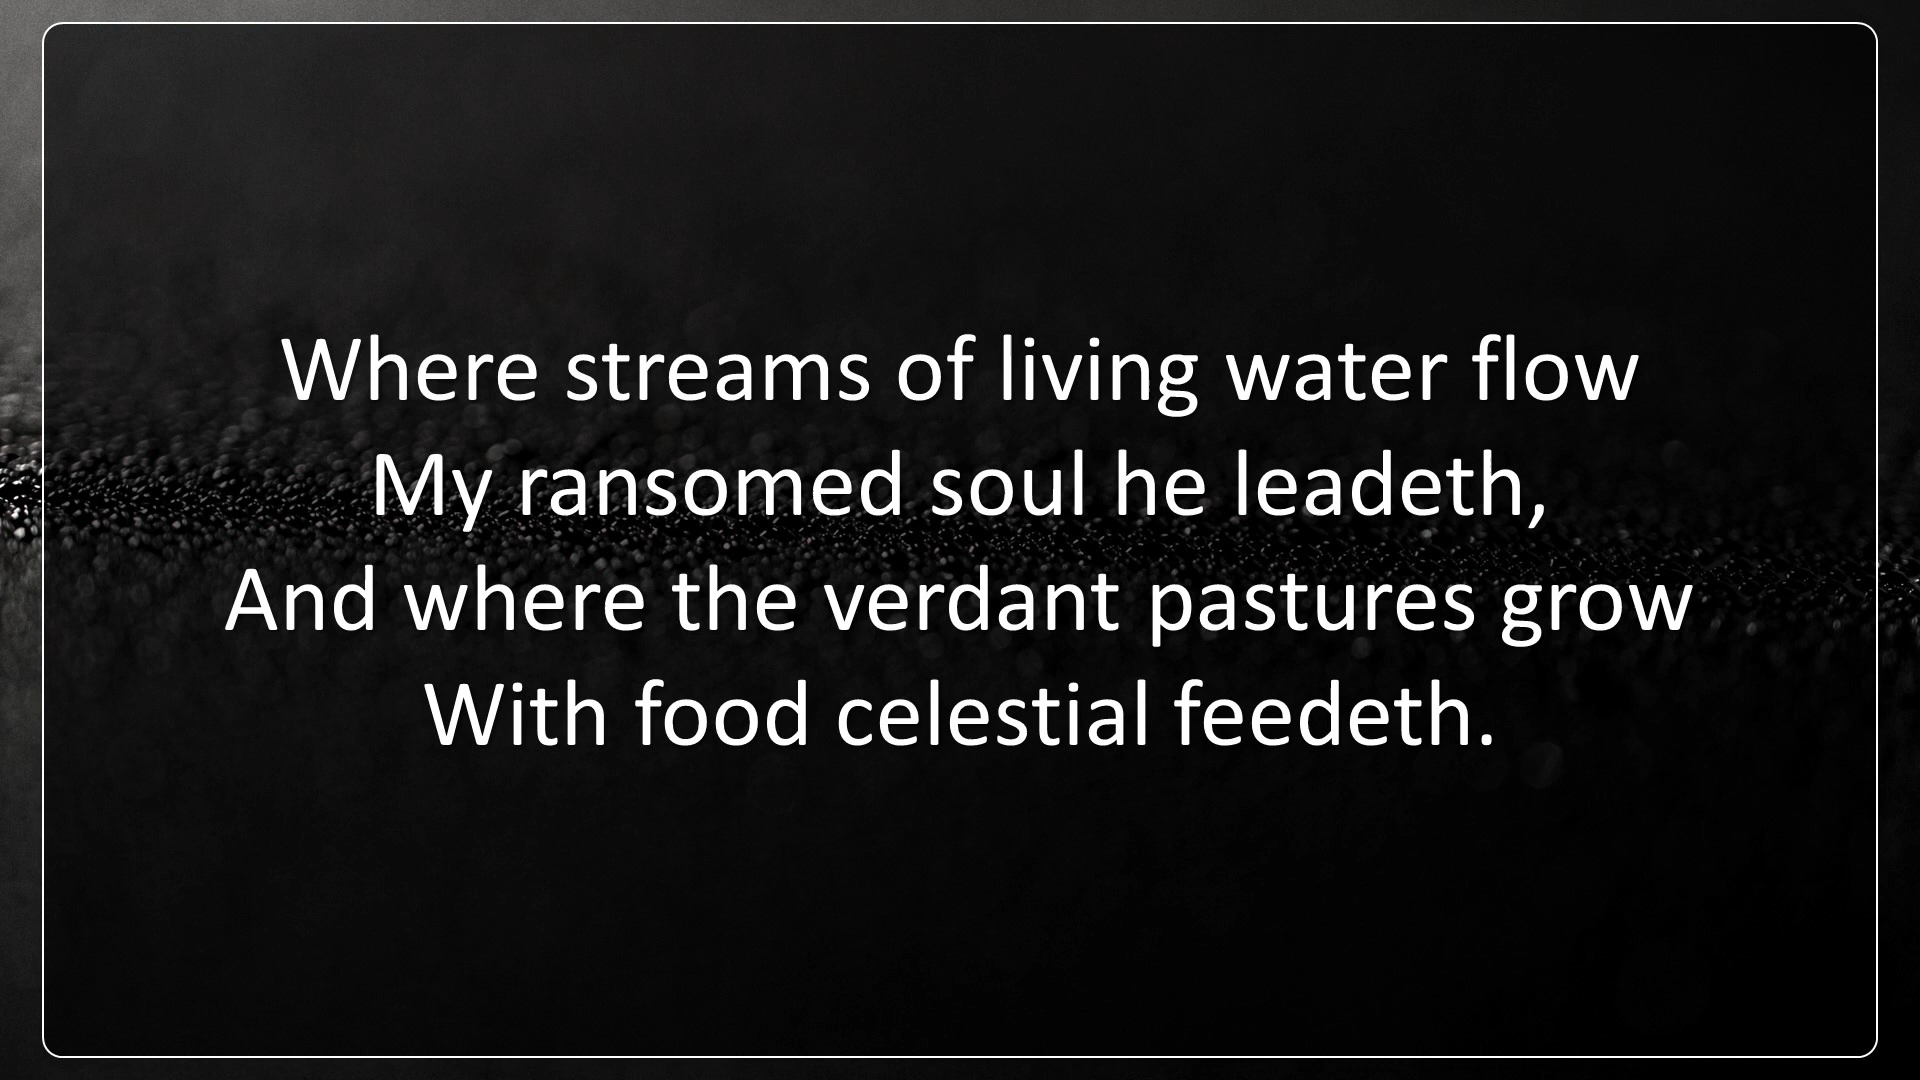 Where streams of living water flow
My ransomed soul he leadeth,
And where the verdant pastures grow
With food celestial feedeth.